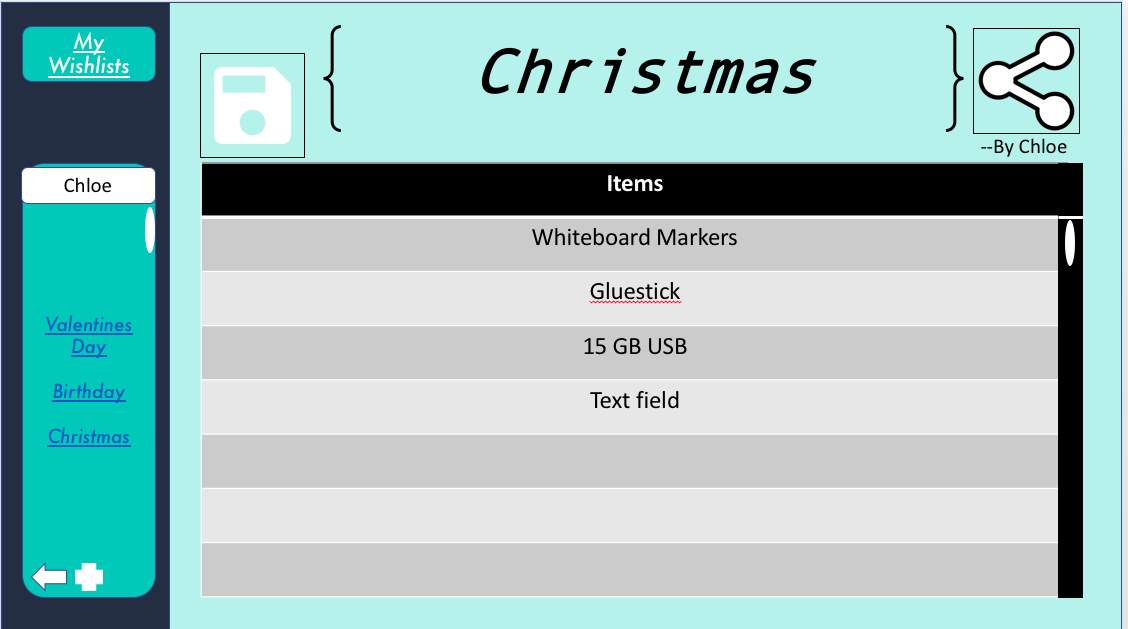 My
Wishlists
Chloe
Valentines
Day
Birthday
Christmas
Christmas
--By Chloe
Items
Whiteboard Markers
Gluestick
15 GB USB
Text field